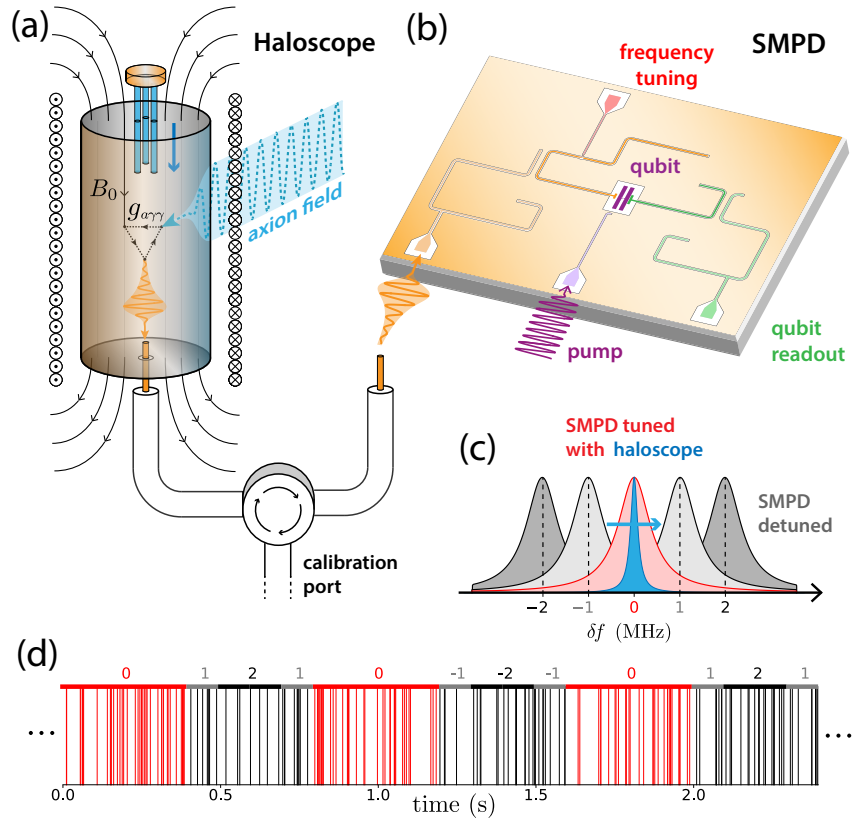 (a)
Haloscope
B₀
g_{aγγ}
axion field
calibration
port
(b)
SMPD
frequency
tuning
qubit
pump
qubit
readout
(c)
SMPD tuned
with haloscope
SMPD
detuned
−2 −1 0 1 2
δf (MHz)
(d)
0 1 2 1 0 -1 -2 -1 0 1 2 1
... ...
0.0 0.5 1.0 1.5 2.0
time (s)